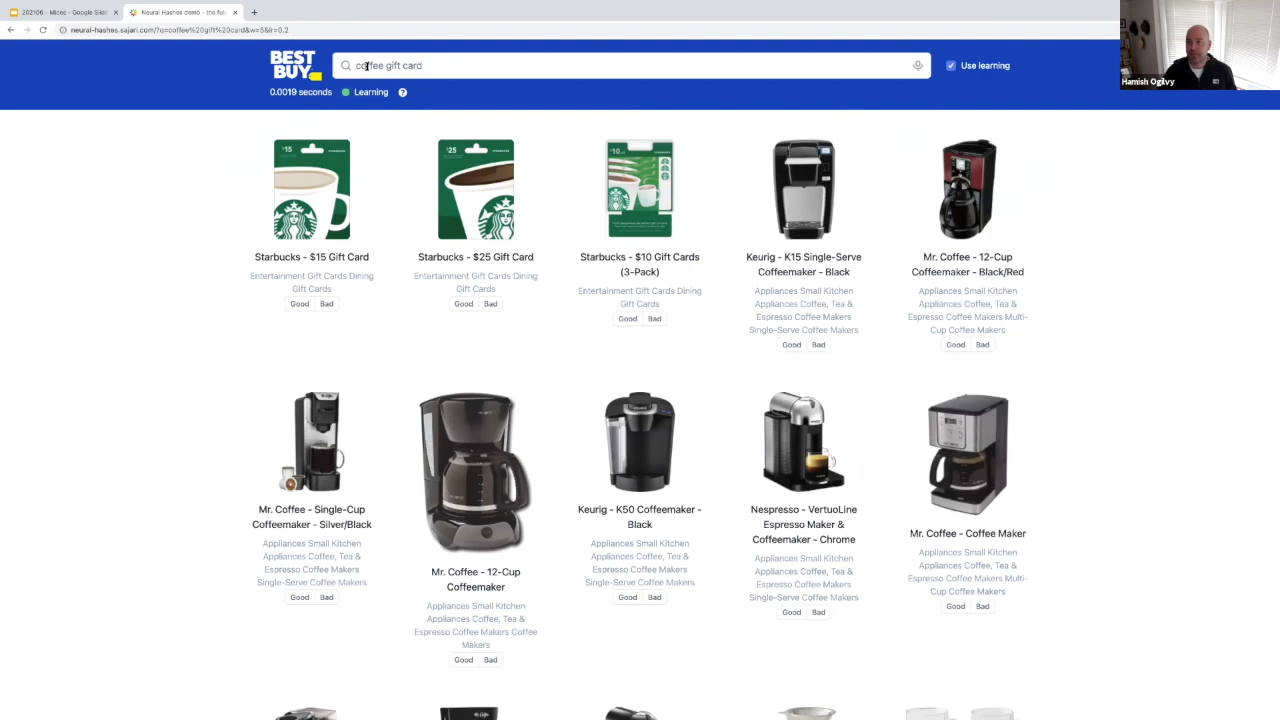 202106 - Micec - Google Slides
Neural Hashes demo - the futu
neural-hashes.sajari.com/?q=coffee%20gift%20card&w=5&lr=0.2
BEST
BUY
coffee gift card
Use learning
0.0019 seconds
Learning
Hamish Ogilvy
$15
$25
$10
Starbucks - $15 Gift Card
Entertainment Gift Cards Dining
Gift Cards
Good Bad
Starbucks - $25 Gift Card
Entertainment Gift Cards Dining
Gift Cards
Good Bad
Starbucks - $10 Gift Cards
(3-Pack)
Entertainment Gift Cards Dining
Gift Cards
Good Bad
Keurig - K15 Single-Serve
Coffeemaker - Black
Appliances Small Kitchen
Appliances Coffee, Tea &
Espresso Coffee Makers
Single-Serve Coffee Makers
Good Bad
Mr. Coffee - 12-Cup
Coffeemaker - Black/Red
Appliances Small Kitchen
Appliances Coffee, Tea &
Espresso Coffee Makers Multi-
Cup Coffee Makers
Good Bad
Mr. Coffee - Single-Cup
Coffeemaker - Silver/Black
Appliances Small Kitchen
Appliances Coffee, Tea &
Espresso Coffee Makers
Single-Serve Coffee Makers
Good Bad
Mr. Coffee - 12-Cup
Coffeemaker
Appliances Small Kitchen
Appliances Coffee, Tea &
Espresso Coffee Makers Coffee
Makers
Good Bad
Keurig - K50 Coffeemaker -
Black
Appliances Small Kitchen
Appliances Coffee, Tea &
Espresso Coffee Makers
Single-Serve Coffee Makers
Good Bad
Nespresso - VertuoLine
Espresso Maker &
Coffeemaker - Chrome
Appliances Small Kitchen
Appliances Coffee, Tea &
Espresso Coffee Makers
Single-Serve Coffee Makers
Good Bad
Mr. Coffee - Coffee Maker
Appliances Small Kitchen
Appliances Coffee, Tea &
Espresso Coffee Makers Multi-
Cup Coffee Makers
Good Bad